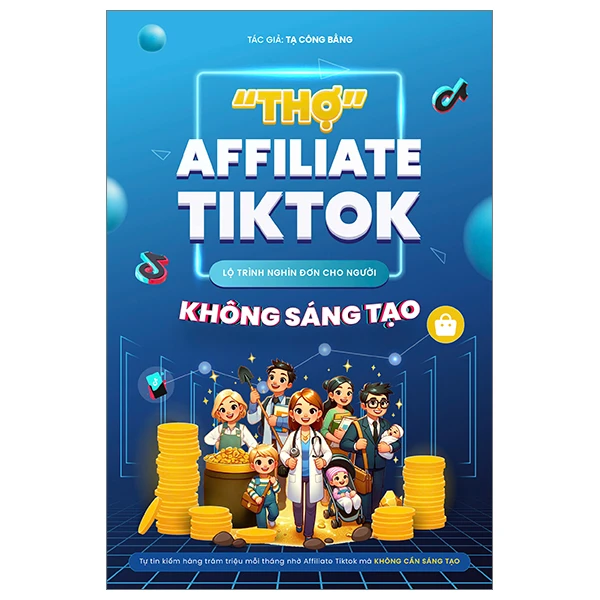 TÁC GIẢ: TẠ CÔNG BẰNG
"THỢ"
AFFILIATE
TIKTOK
LỘ TRÌNH NGHÌN ĐƠN CHO NGƯỜI
KHÔNG SÁNG TẠO
Tự tin kiếm hàng trăm triệu mỗi tháng nhờ Affiliate Tiktok mà KHÔNG CẦN SÁNG TẠO